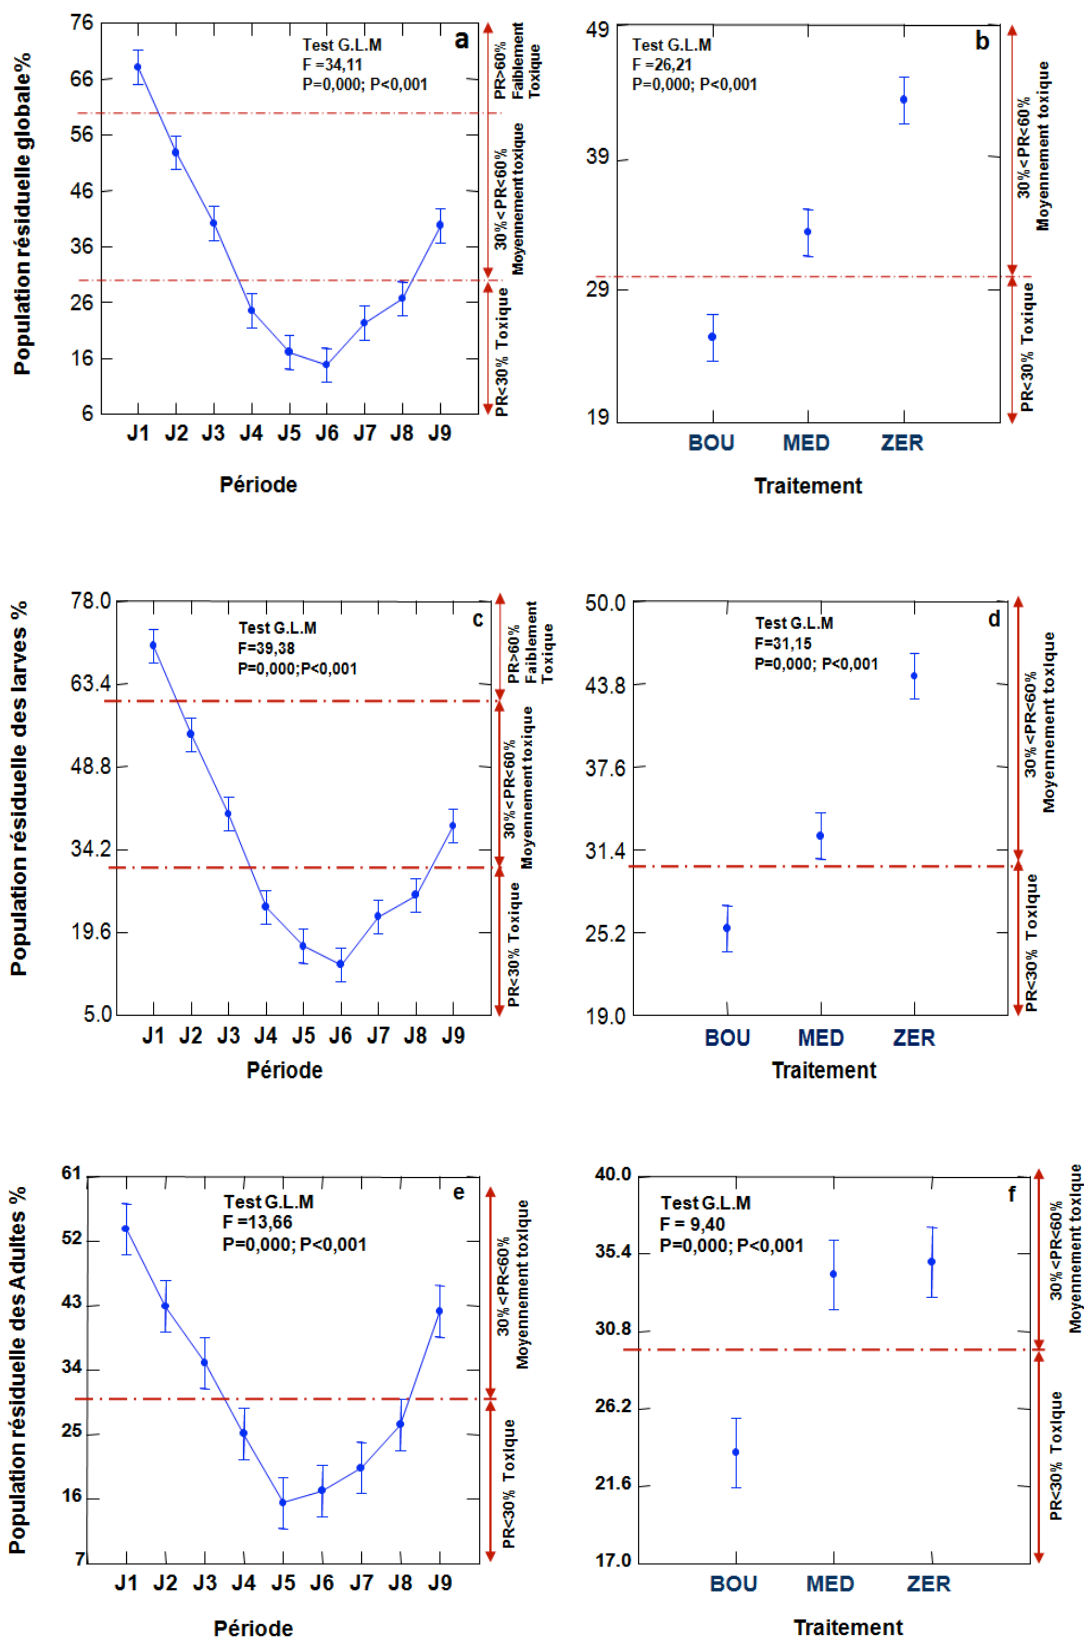 Population résiduelle globale%
76
66
56
46
36
26
16
6
Test G.L.M
F =34,11
P=0,000; P<0,001
a
PR>60%
Faiblement
Toxique
30%<PR<60%
Moyennement toxique
PR<30% Toxique
J1 J2 J3 J4 J5 J6 J7 J8 J9
Période
49
39
29
19
Test G.L.M
F =26,21
P=0,000; P<0,001
b
30%<PR<60%
Moyennement toxique
PR<30% Toxique
BOU MED ZER
Traitement
Population résiduelle des larves %
78.0
63.4
48.8
34.2
19.6
5.0
Test G.L.M
F=39,38
P=0,000;P<0,001
c
PR>60%
Faiblement
Toxique
30%<PR<60%
Moyennement toxique
PR<30% Toxique
J1 J2 J3 J4 J5 J6 J7 J8 J9
Période
50.0
43.8
37.6
31.4
25.2
19.0
Test G.L.M
F=31,15
P=0,000; P<0,001
d
30%<PR<60%
Moyennement toxique
PR<30% Toxique
BOU MED ZER
Traitement
Population résiduelle des Adultes %
61
52
43
34
25
16
7
Test G.L.M
F =13,66
P=0,000; P<0,001
e
30%<PR<60%
Moyennement toxique
PR<30% Toxique
J1 J2 J3 J4 J5 J6 J7 J8 J9
Période
40.0
35.4
30.8
26.2
21.6
17.0
Test G.L.M
F = 9,40
P=0,000; P<0,001
f
30%<PR<60%
Moyennement toxique
PR<30% Toxique
BOU MED ZER
Traitement